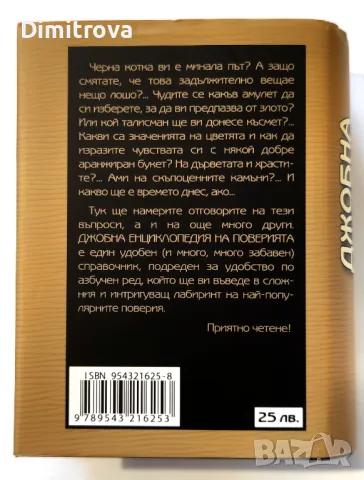 Dimitrova
Черна котка ви е минала път? А защо
смятате, че това задължително вещае
нещо лошо?... Чудите се какъв амулет да
си изберете, за да ви предпазва от злото?
Или кой талисман ще ви донесе късмет?...
Какви са значенията на цветята и как да
изразите чувствата си с някой добре
аранжиран букет? На дърветата и храсти-
те?... Ами на скъпоценните камъни?... И
какво ще е времето днес, ако...
Тук ще намерите отговорите на тези
въпроси, а и на още много други.
ДЖОБНА ЕНЦИКЛОПЕДИЯ НА ПОВЕРИЯТА
е един удобен (и много, много забавен)
справочник, подреден за удобство по
азбучен ред, който ще ви въведе в слож-
ния и интригуващ лабиринт на най-попу-
лярните поверия.
Приятно четене!
ISBN 954321625-8
9 789543 216253
25 лв.
ДЖОБНА
BAZAR
.bg